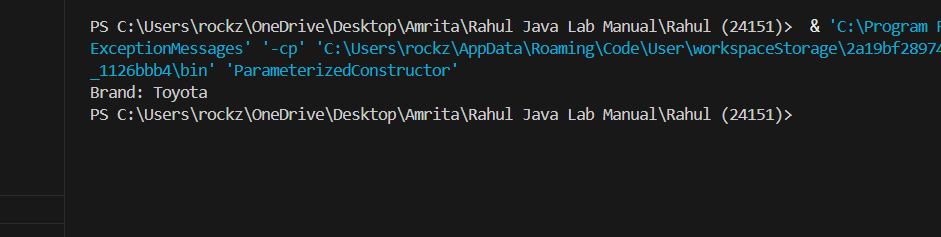 PS C:\Users\rockz\OneDrive\Desktop\Amrita\Rahul Java Lab Manual\Rahul (24151)>  & 'C:\Program
ExceptionMessages' '-cp' 'C:\Users\rockz\AppData\Roaming\Code\User\workspaceStorage\2a19bf28974
_1126bbb4\bin' 'ParameterizedConstructor'
Brand: Toyota
PS C:\Users\rockz\OneDrive\Desktop\Amrita\Rahul Java Lab Manual\Rahul (24151)>